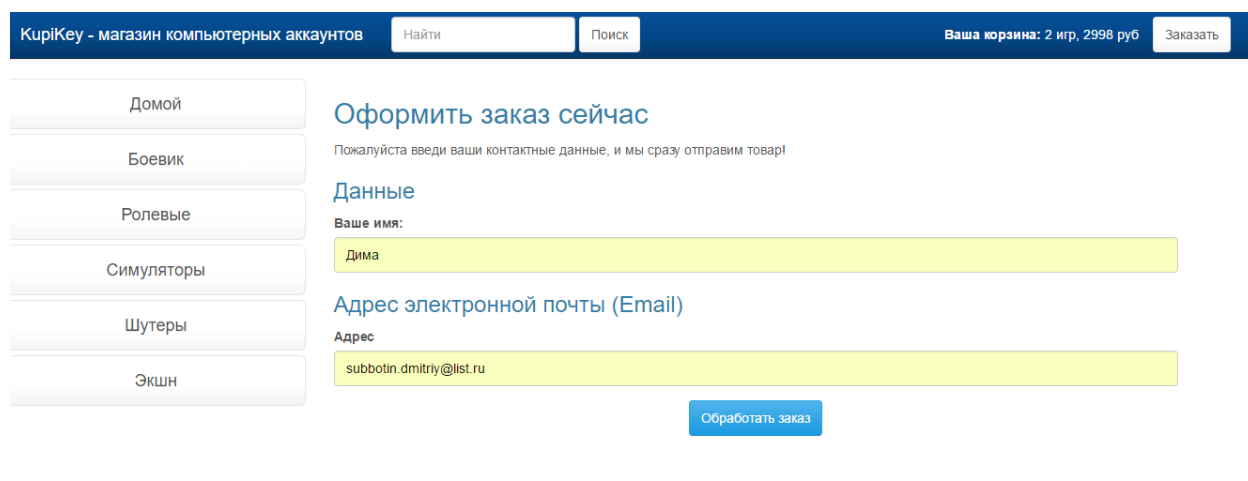 KupiKey - магазин компьютерных аккаунтов Найти Поиск Ваша корзина: 2 игр, 2998 руб Заказать
Домой
Боевик
Ролевые
Симуляторы
Шутеры
Экшн
Оформить заказ сейчас
Пожалуйста введи ваши контактные данные, и мы сразу отправим товар!
Данные
Ваше имя:
Дима
Адрес электронной почты (Email)
Адрес
subbotin.dmitriy@list.ru
Обработать заказ